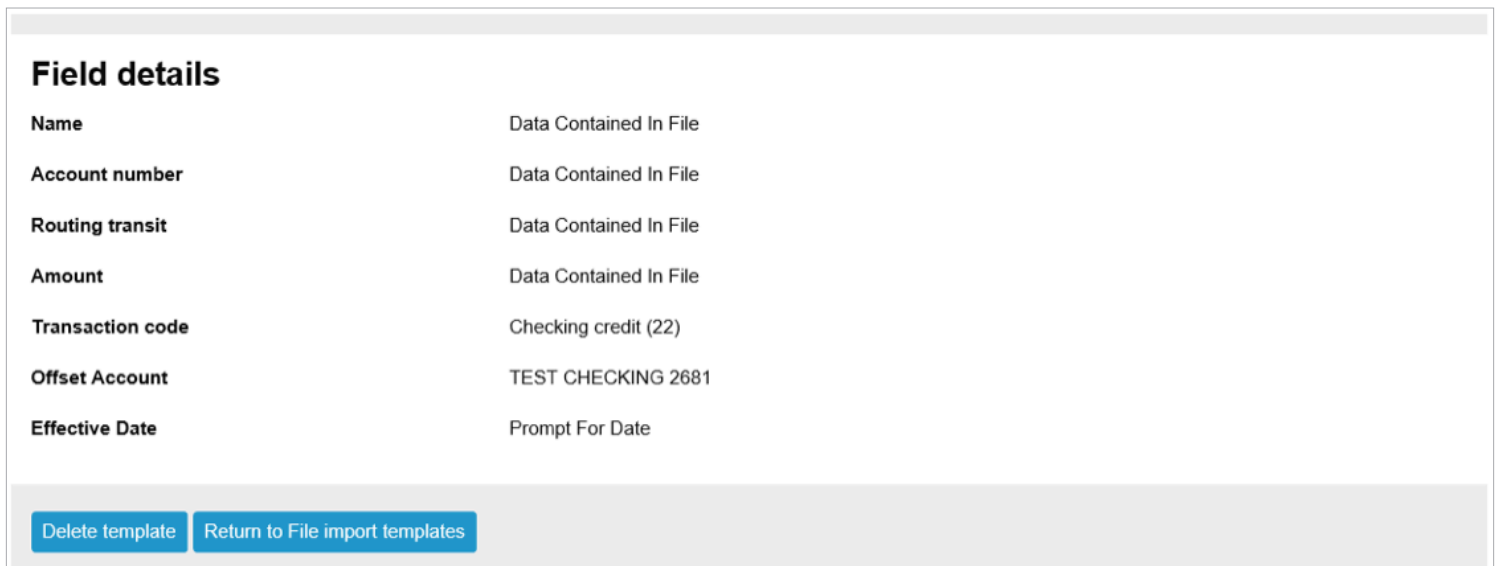 Field details
Name Data Contained In File
Account number Data Contained In File
Routing transit Data Contained In File
Amount Data Contained In File
Transaction code Checking credit (22)
Offset Account TEST CHECKING 2681
Effective Date Prompt For Date
Delete template Return to File import templates